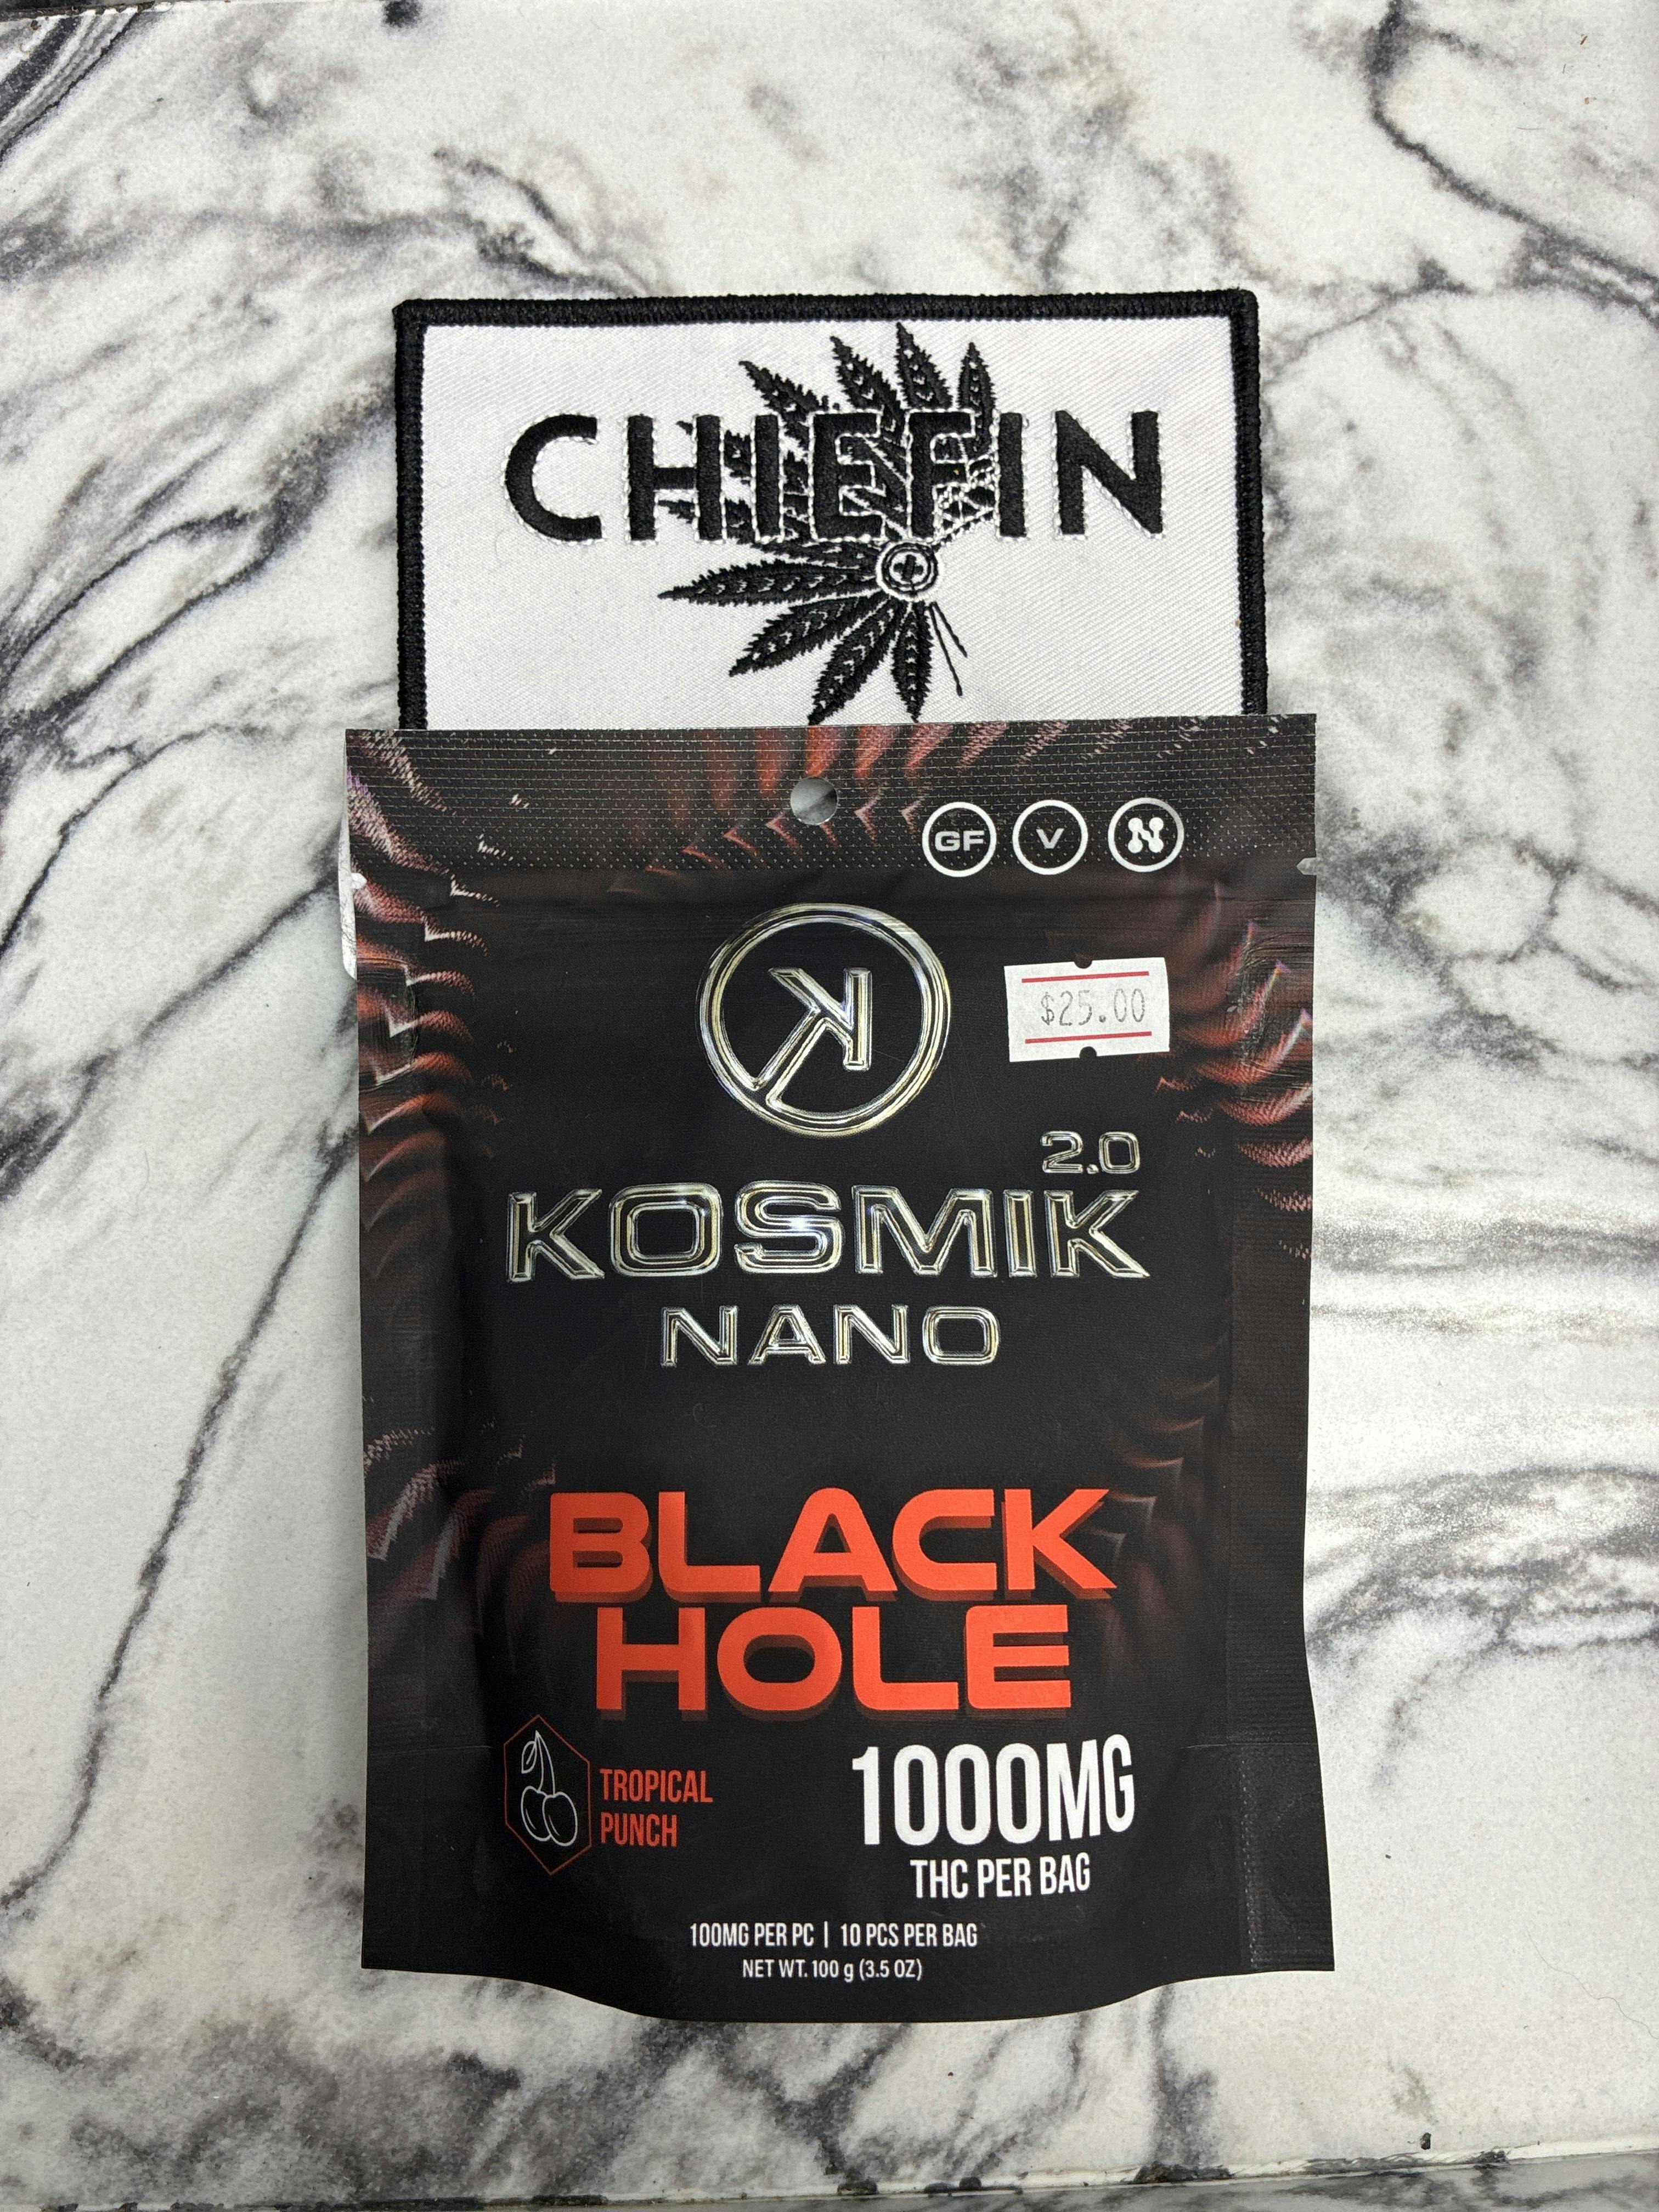 CHIEFIN
GF V N
K
$25.00
2.0
KOSMIK
NANO
BLACK
HOLE
TROPICAL
PUNCH
1000MG
THC PER BAG
100MG PER PC | 10 PCS PER BAG
NET WT. 100 g (3.5 OZ)